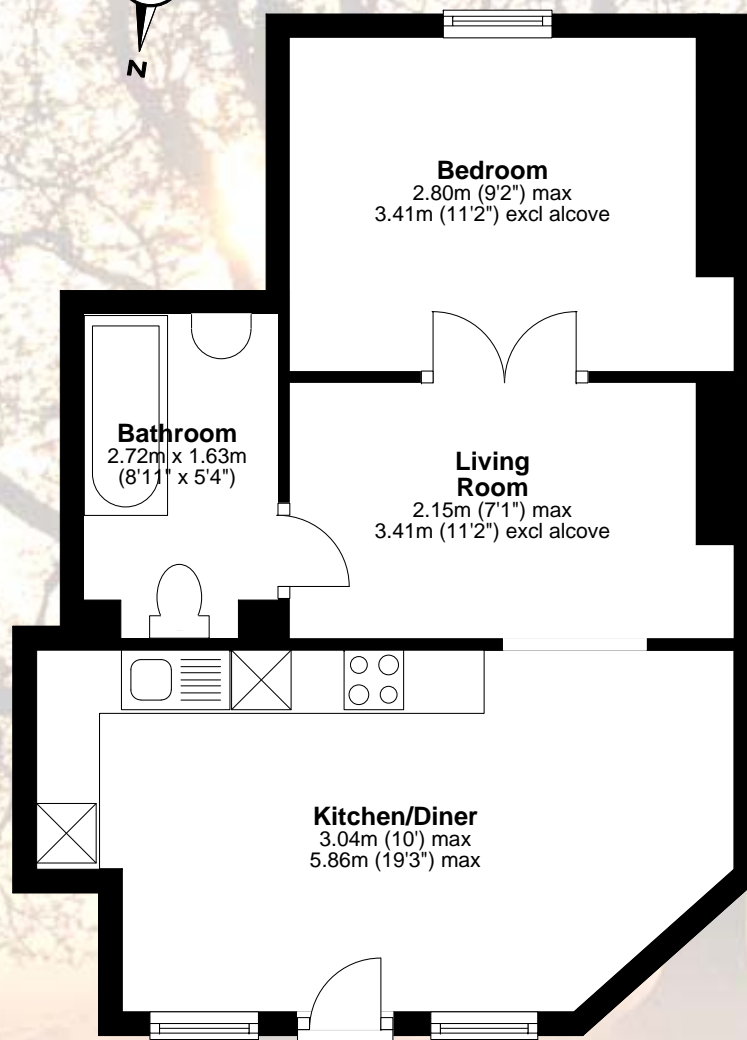 N
Bedroom
2.80m (9'2") max
3.41m (11'2") excl alcove
Bathroom
2.72m x 1.63m
(8'11" x 5'4")
Living
Room
2.15m (7'1") max
3.41m (11'2") excl alcove
Kitchen/Diner
3.04m (10') max
5.86m (19'3") max